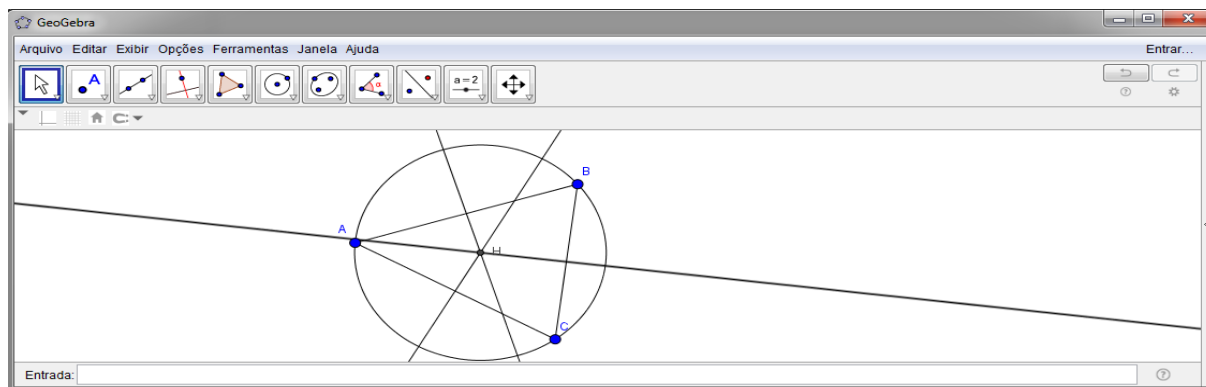 GeoGebra
Arquivo Editar Exibir Opções Ferramentas Janela Ajuda Entrar...
A α a=2
B
A
H
C
Entrada: